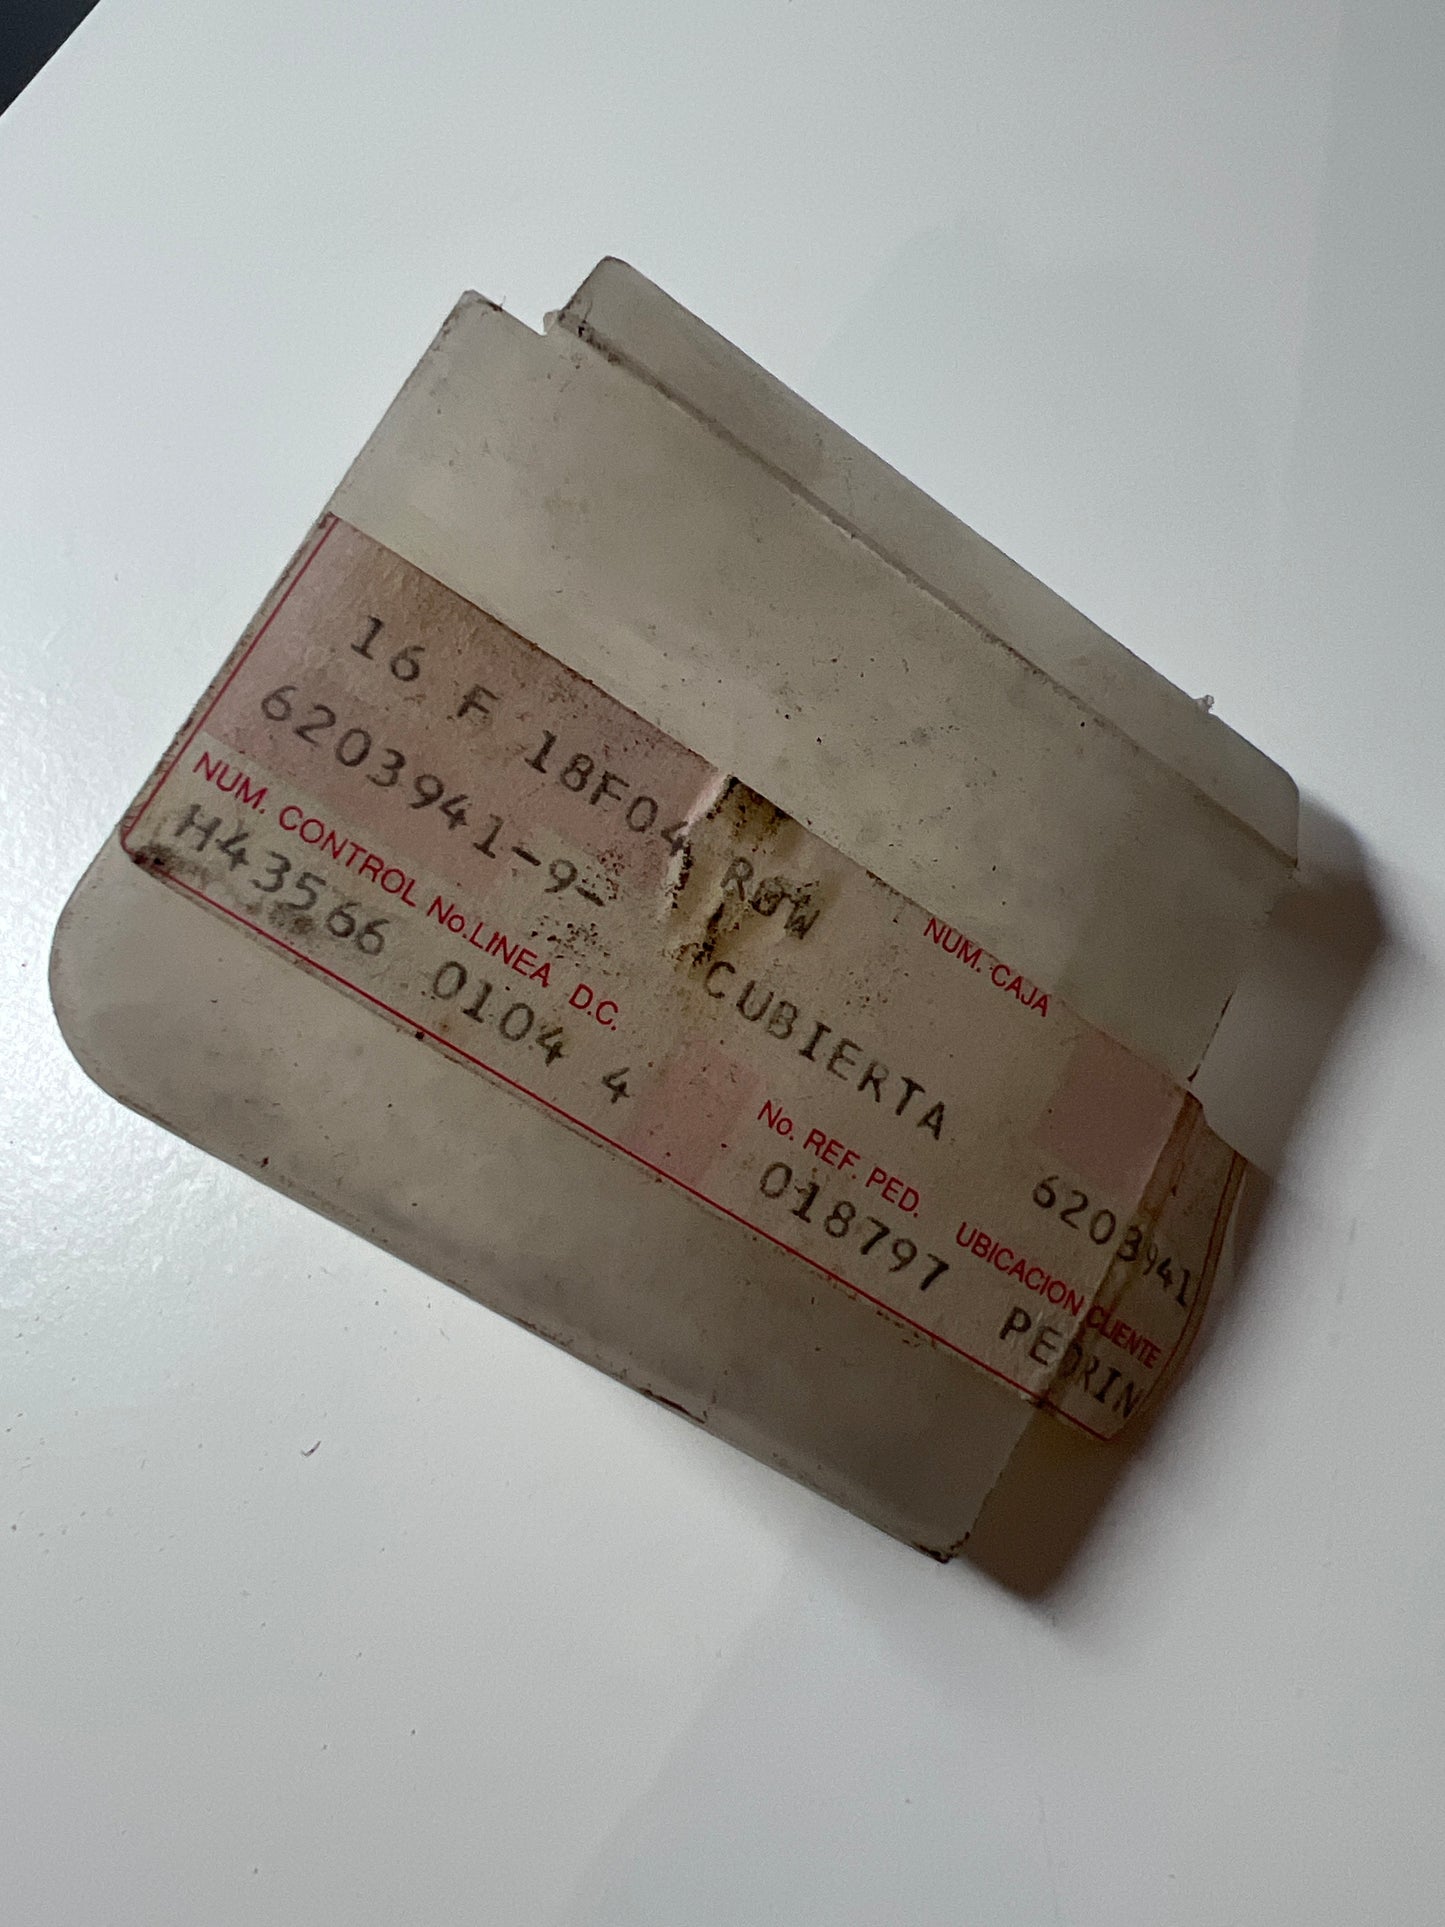 16 F 18F04 ROW NUM. CAJA
6203941-9- CUBIERTA 6203941
NUM. CONTROL No.LINEA D.C. No. REF. PED. UBICACION CLIENTE
H43566 0104 4 018797 PEDRIN